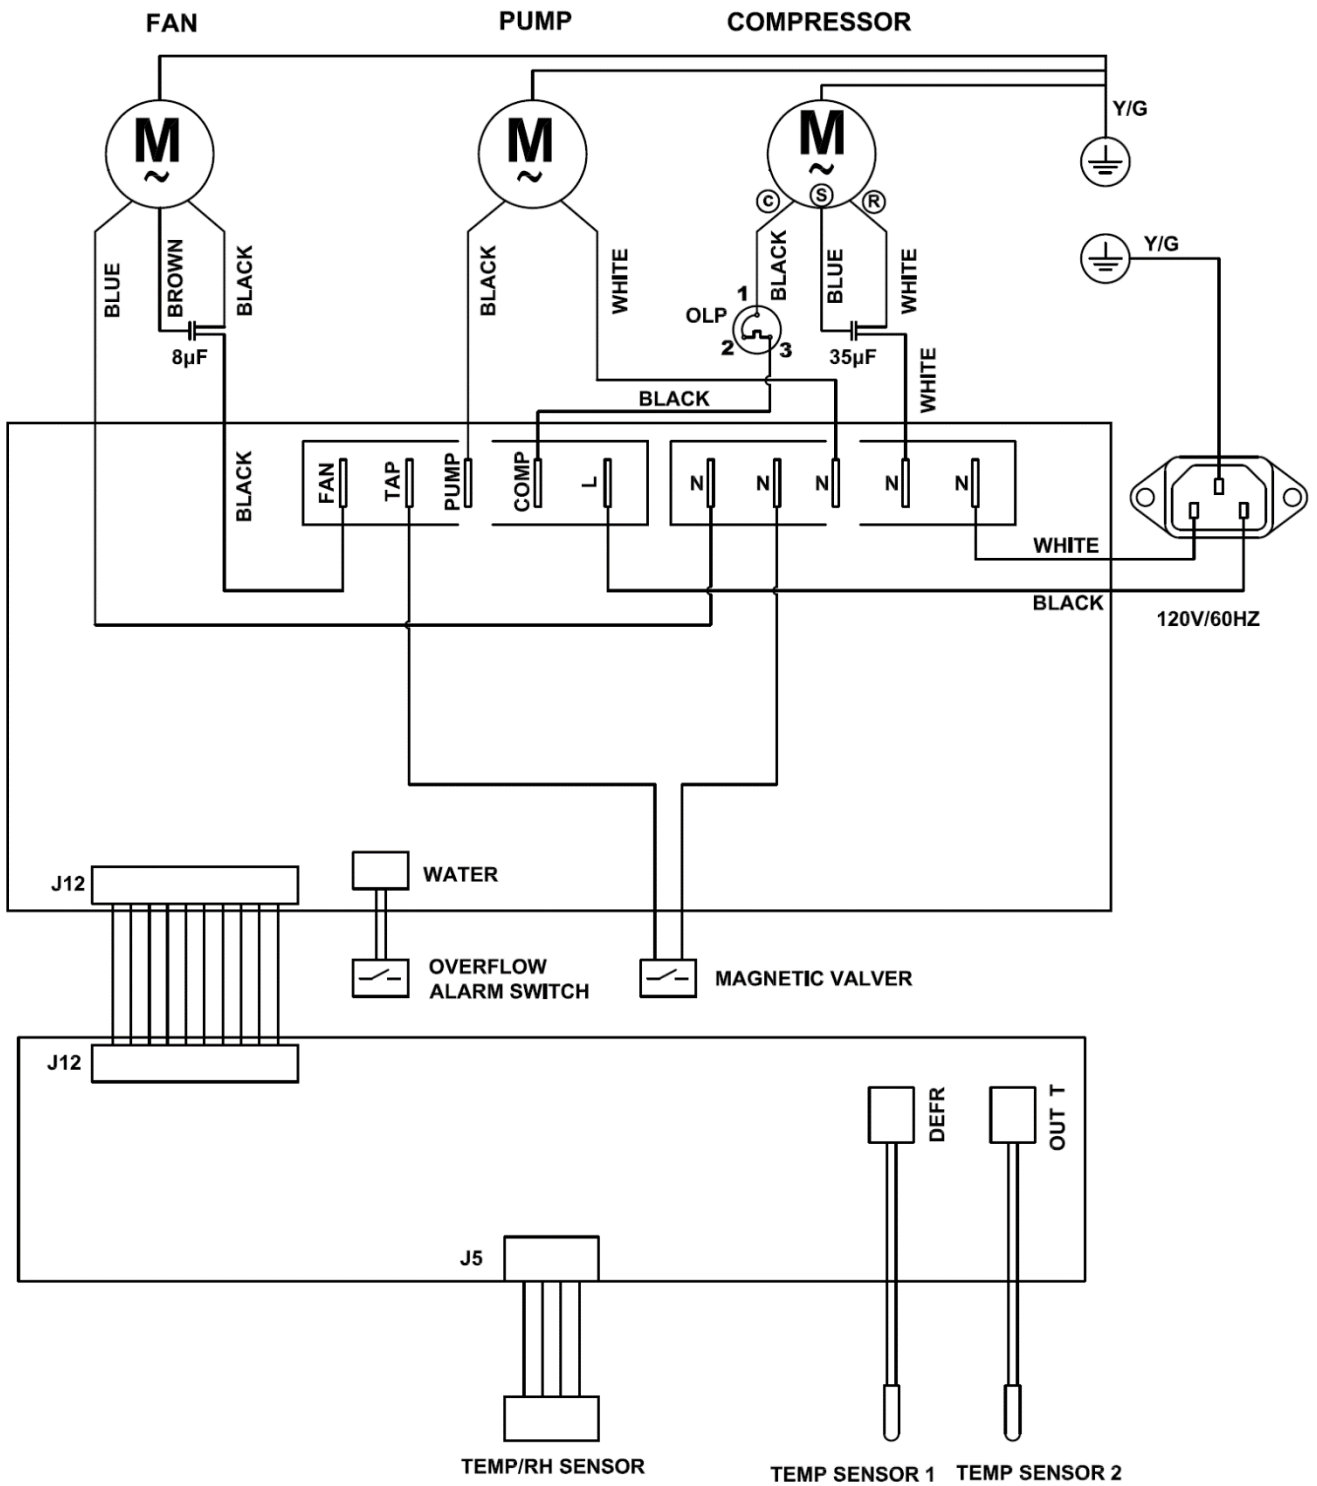 FAN
PUMP
COMPRESSOR
M
~
M
~
M
~
Y/G
C
S
R
Y/G
BLUE
BROWN
BLACK
BLACK
WHITE
BLACK
BLUE
WHITE
1
OLP
2
3
8µF
35µF
WHITE
BLACK
BLACK
FAN
TAP
PUMP
COMP
L
N
N
N
N
N
WHITE
BLACK
120V/60HZ
J12
WATER
OVERFLOW
ALARM SWITCH
MAGNETIC VALVER
J12
DEFR
OUT T
J5
TEMP/RH SENSOR
TEMP SENSOR 1
TEMP SENSOR 2